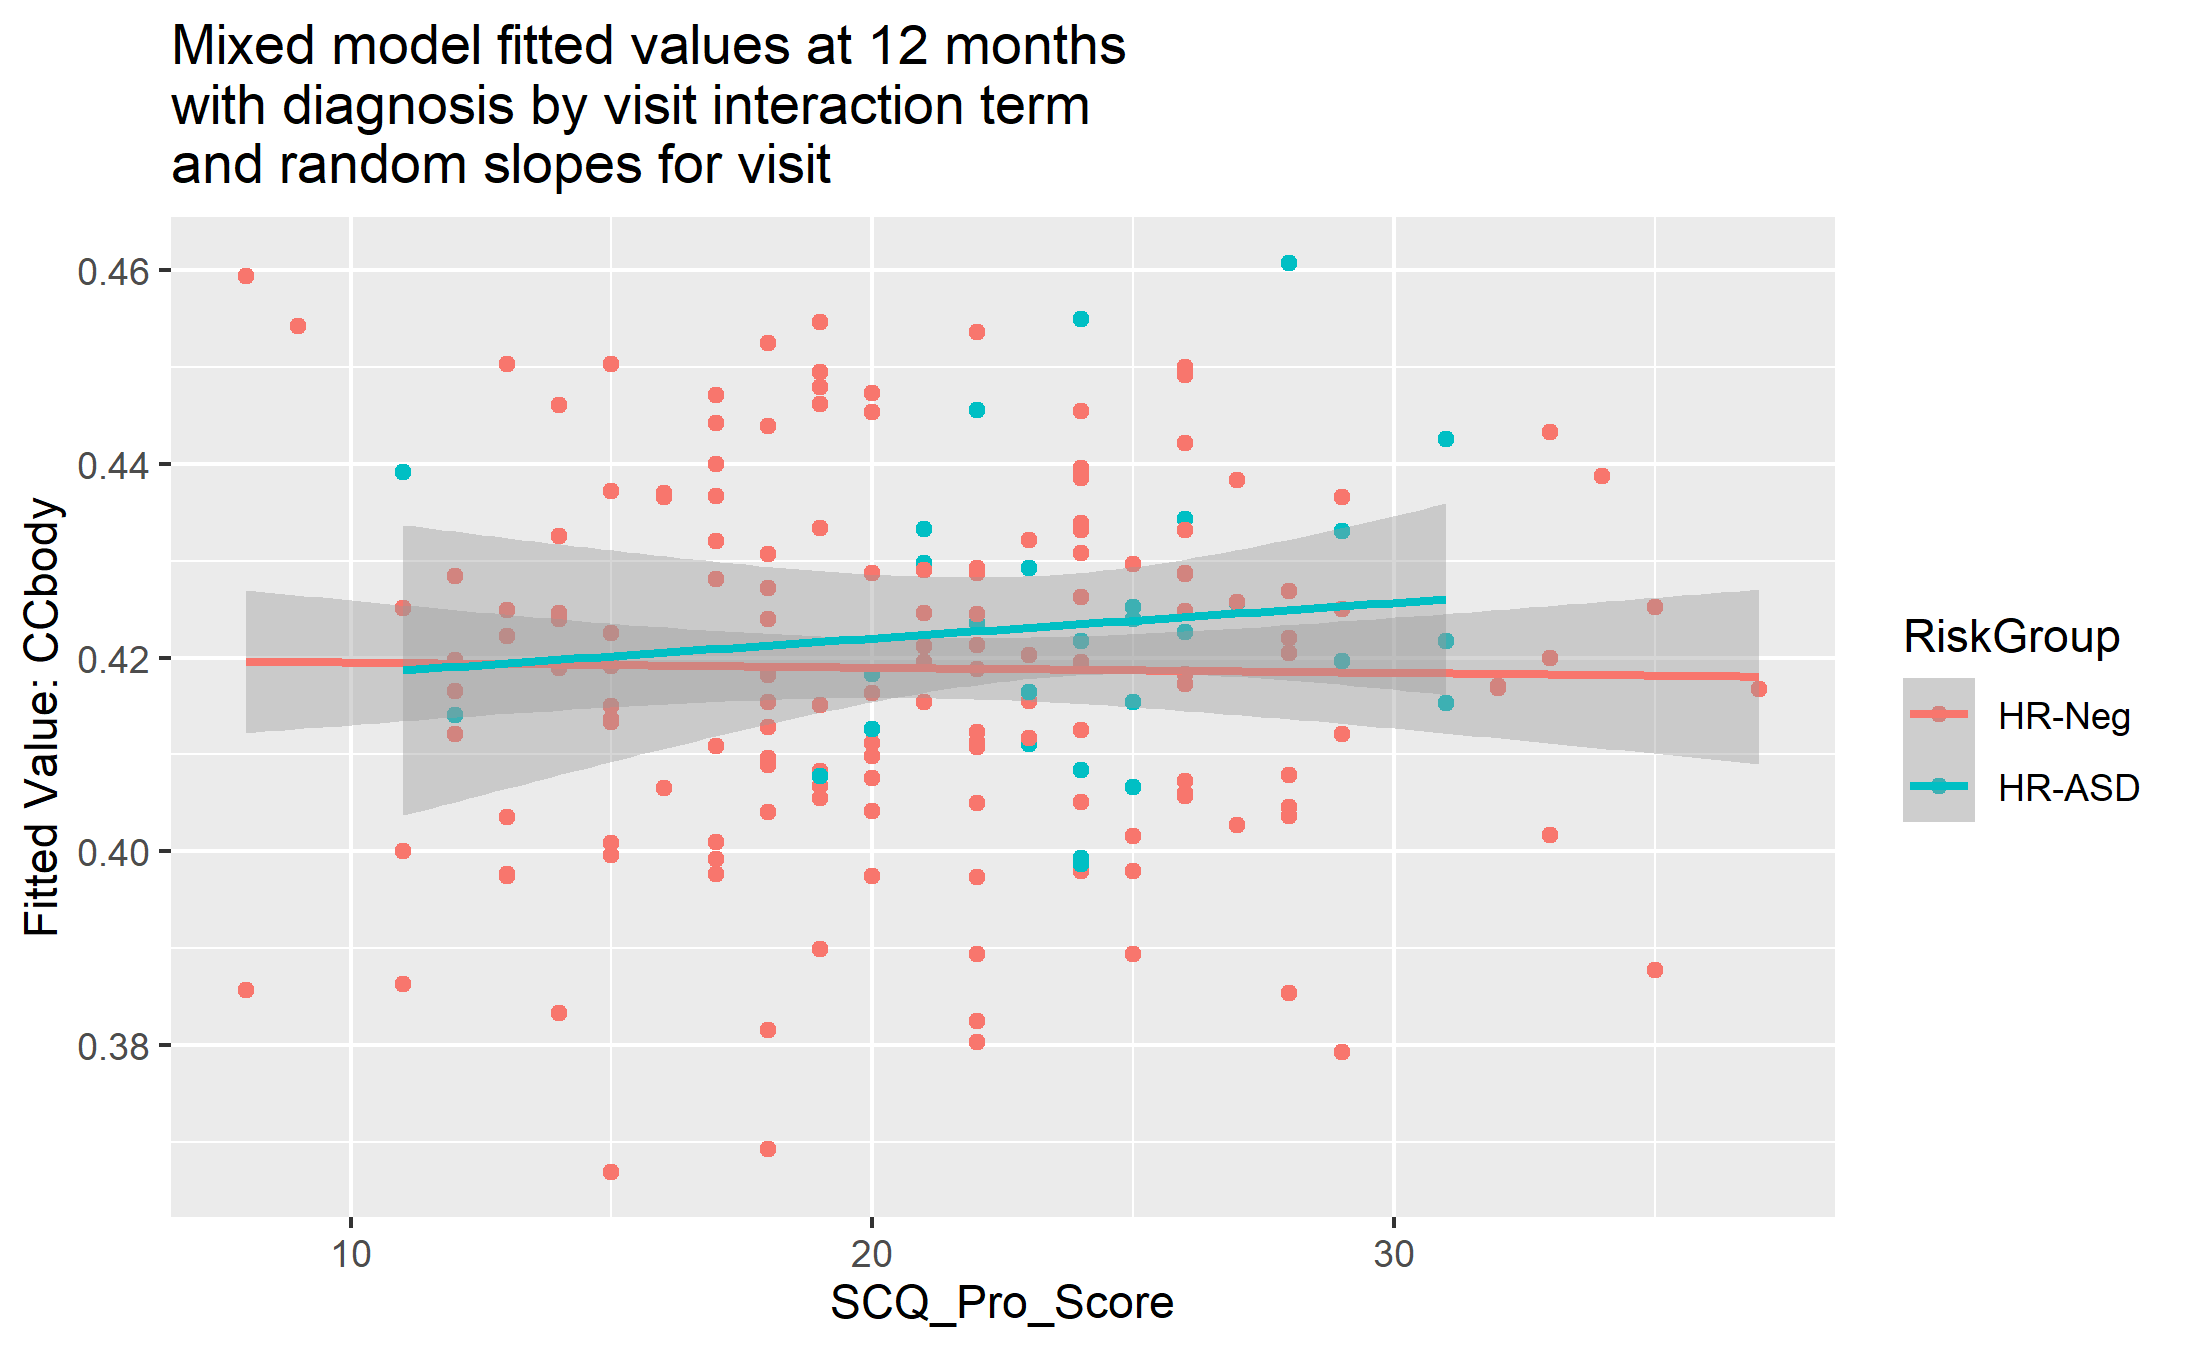 Mixed model fitted values at 12 months
with diagnosis by visit interaction term
and random slopes for visit
0.46
0.44
0.42
0.40
0.38
Fitted Value: CCbody
10 20 30
SCQ_Pro_Score
RiskGroup
HR-Neg
HR-ASD